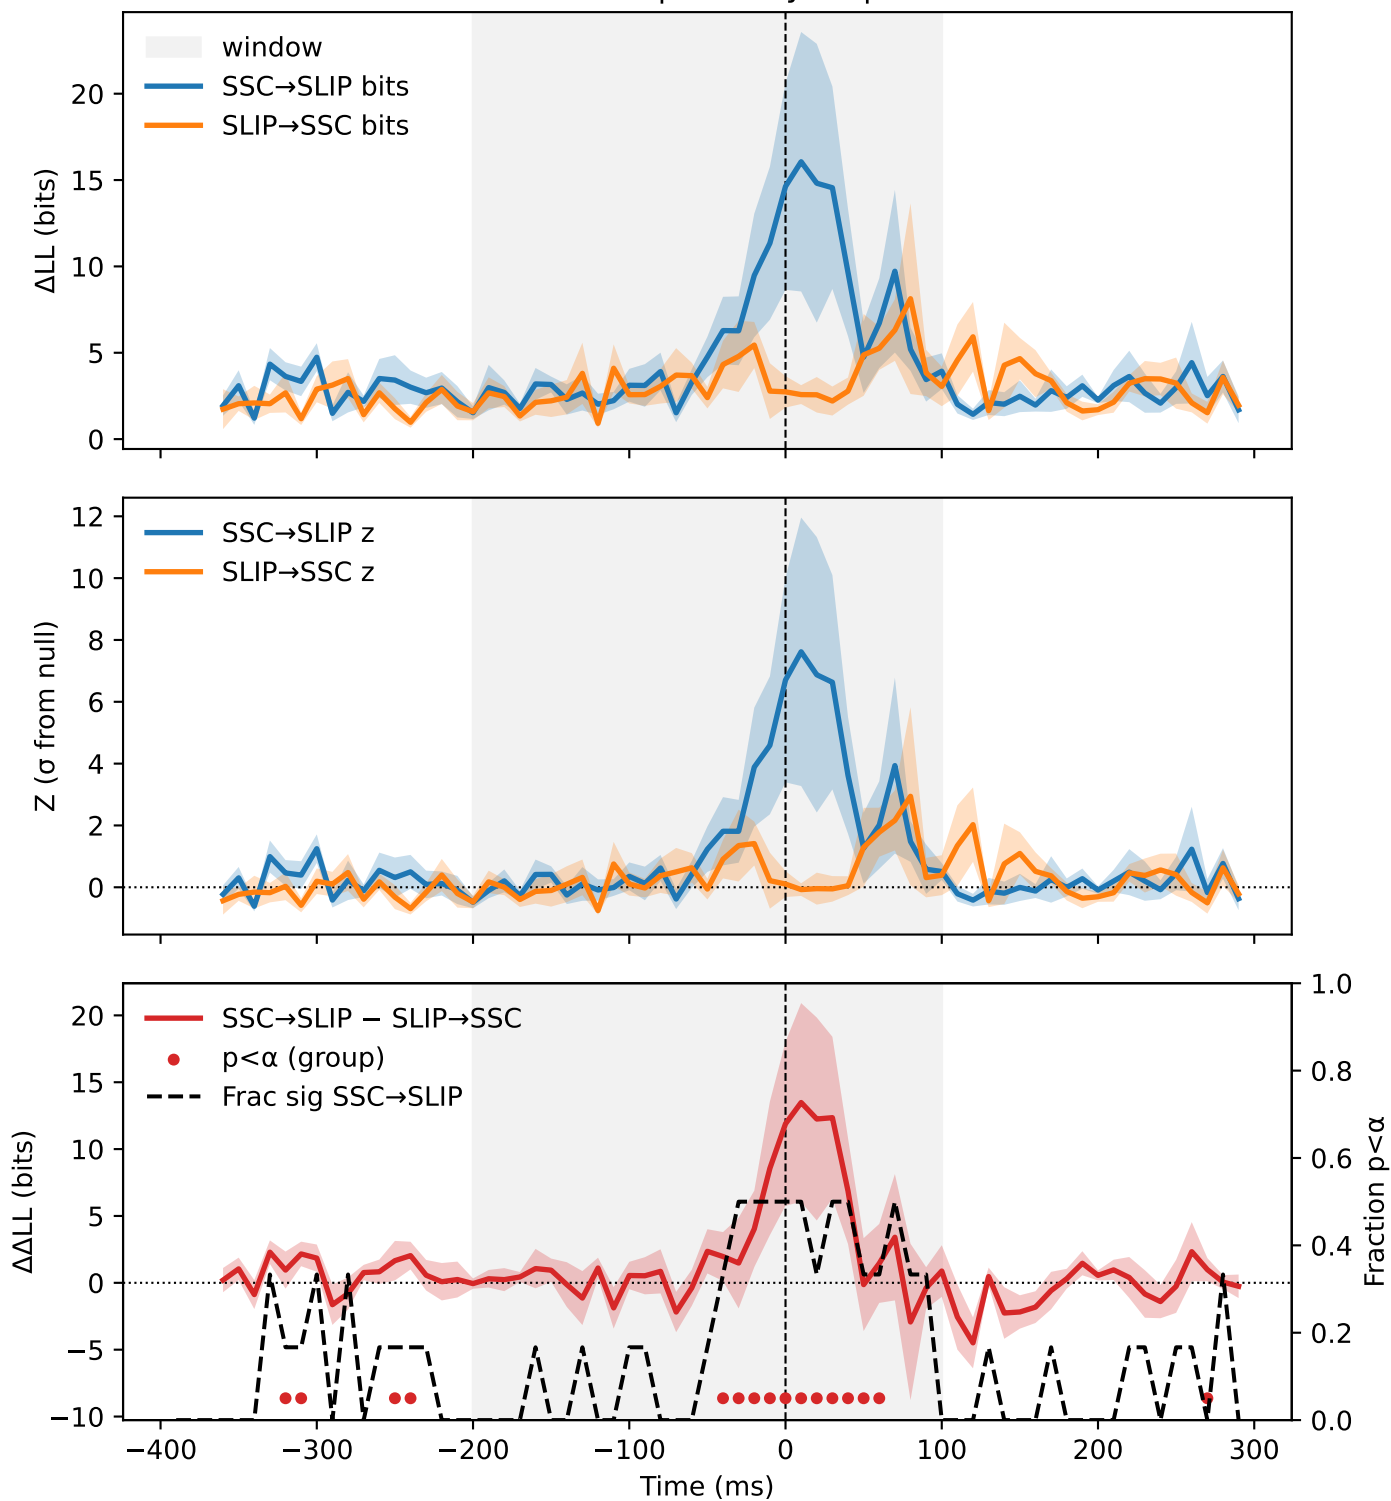 window
SSC→SLIP bits
SLIP→SSC bits
ΔLL (bits)
20
15
10
5
0
SSC→SLIP z
SLIP→SSC z
Z (σ from null)
12
10
8
6
4
2
0
SSC→SLIP − SLIP→SSC
p<α (group)
Frac sig SSC→SLIP
ΔΔLL (bits)
20
15
10
5
0
−5
−10
1.0
0.8
0.6
0.4
0.2
0.0
Fraction p<α
−400 −300 −200 −100 0 100 200 300
Time (ms)